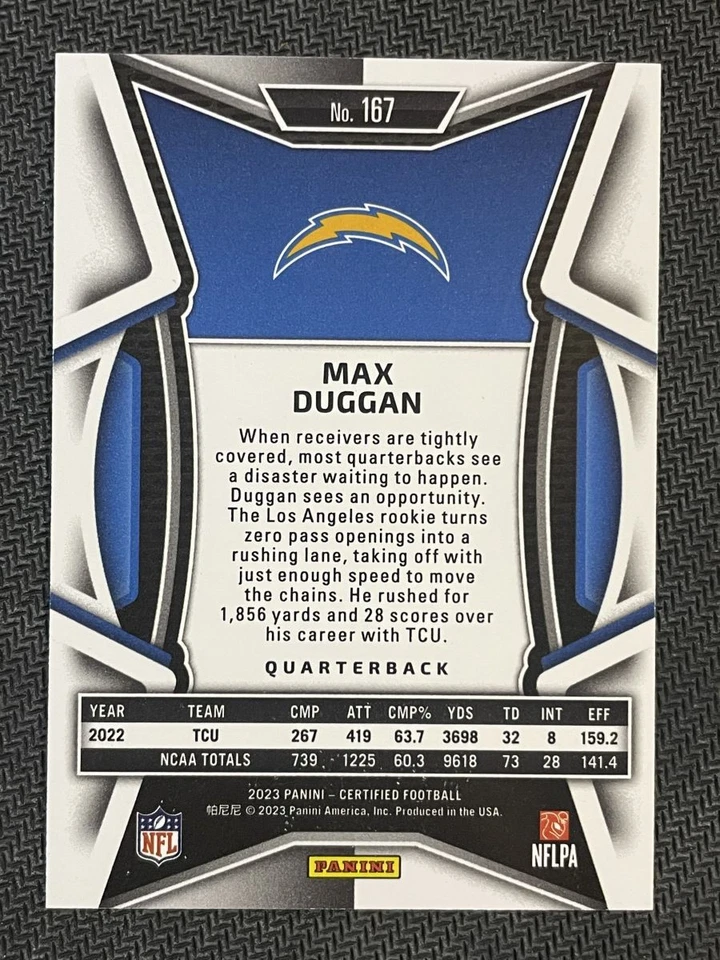 No. 167
MAX
DUGGAN
When receivers are tightly
covered, most quarterbacks see
a disaster waiting to happen.
Duggan sees an opportunity.
The Los Angeles rookie turns
zero pass openings into a
rushing lane, taking off with
just enough speed to move
the chains. He rushed for
1,856 yards and 28 scores over
his career with TCU.
QUARTERBACK
YEAR TEAM CMP ATT CMP% YDS TD INT EFF
2022 TCU 267 419 63.7 3698 32 8 159.2
NCAA TOTALS 739 1225 60.3 9618 73 28 141.4
2023 PANINI – CERTIFIED FOOTBALL
帕尼尼 © 2023 Panini America, Inc. Produced in the USA.
NFL
NFLPA
PANINI